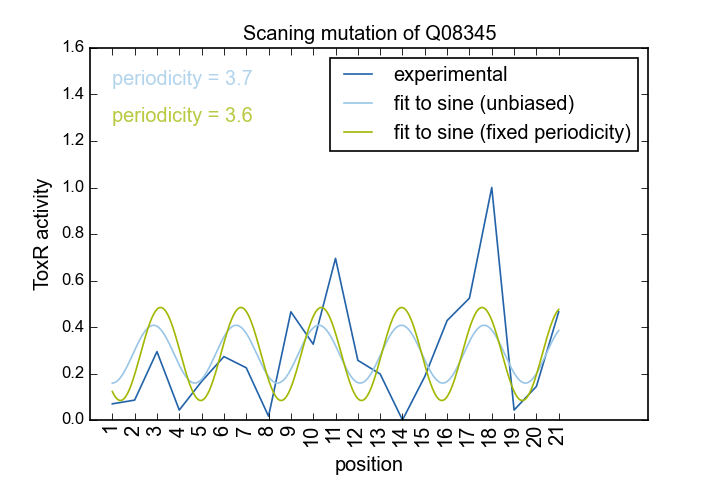 Scaning mutation of Q08345
1.6
1.4
1.2
1.0
0.8
0.6
0.4
0.2
0.0
ToxR activity
periodicity = 3.7
periodicity = 3.6
experimental
fit to sine (unbiased)
fit to sine (fixed periodicity)
1 2 3 4 5 6 7 8 9 10 11 12 13 14 15 16 17 18 19 20 21
position